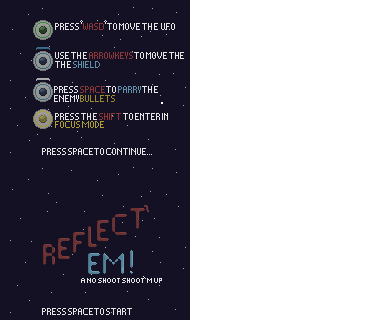 PRESS "WASD" TO MOVE THE UFO
USE THE ARROWKEYS TO MOVE THE
THE SHIELD
PRESS SPACE TO PARRY THE
ENEMY BULLETS
PRESS THE SHIFT TO ENTER IN
FOCUS MODE
PRESS SPACE TO CONTINUE...
REFLECT'
EM!
A NO SHOOT SHOOT'M UP
PRESS SPACE TO START